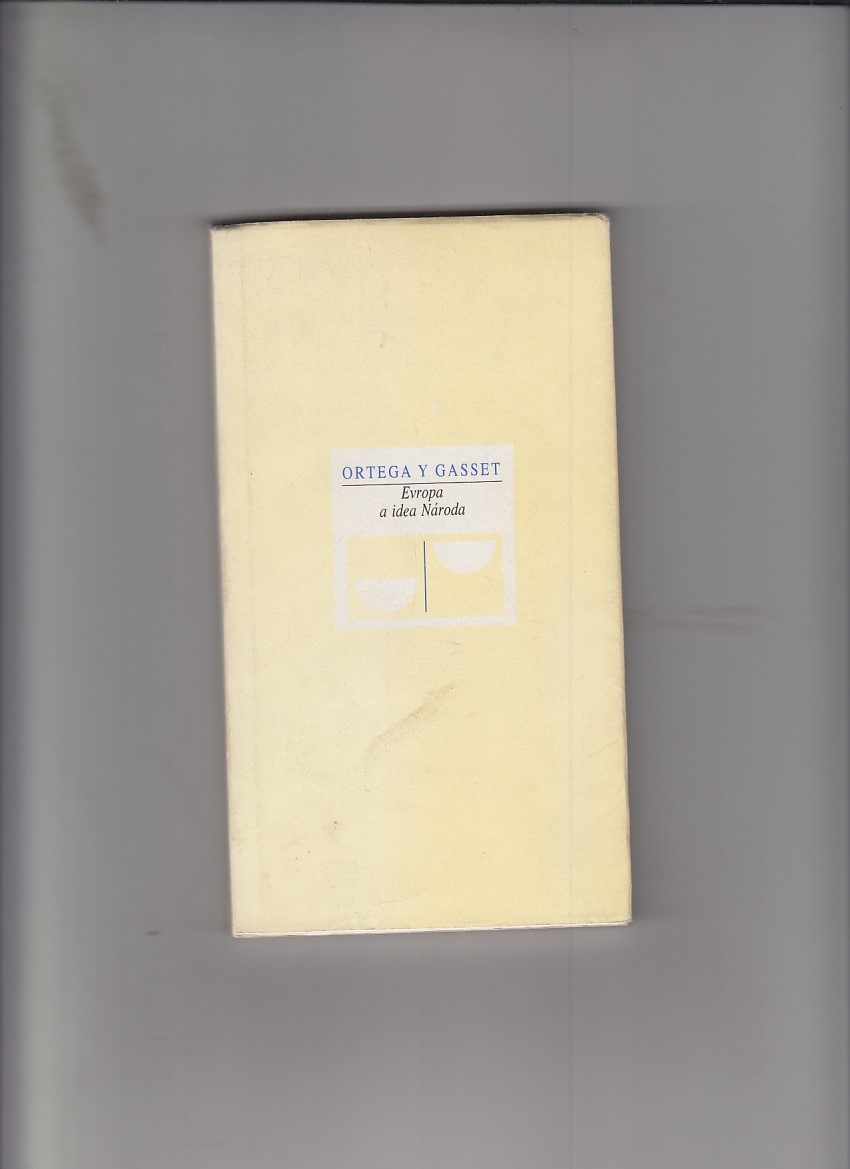 ORTEGA Y GASSET
Evropa
a idea Národa